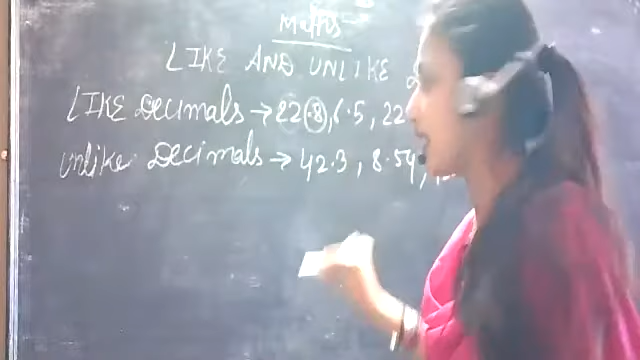 Maths
LIKE AND UNLIKE
LIKE Decimals → 22.8, 6.5, 22
Unlike Decimals → 42.3, 8.54,